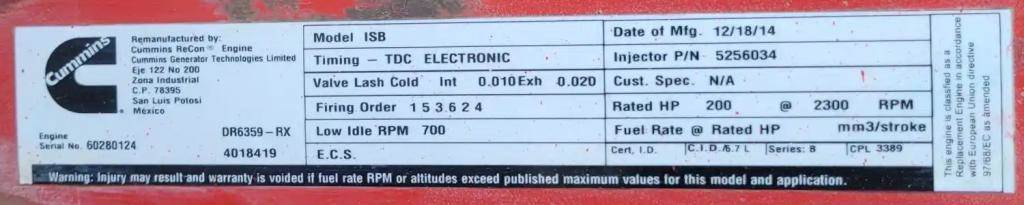 Cummins
Remanufactured by:
Cummins ReCon® Engine
Cummins Generator Technologies Limited
Eje 122 No 200
Zona Industrial
C.P. 78395
San Luis Potosi
Mexico
Engine
Serial No. 60280124
DR6359-RX
4018419
Model ISB
Timing - TDC ELECTRONIC
Valve Lash Cold Int 0.010 Exh 0.020
Firing Order 1 5 3 6 2 4
Low Idle RPM 700
E.C.S.
Date of Mfg. 12/18/14
Injector P/N 5256034
Cust. Spec. N/A
Rated HP 200 @ 2300 RPM
Fuel Rate @ Rated HP mm3/stroke
Cert. I.D. C.I.D./6.7 L Series: B CPL 3389
This engine is classified as a
Replacement Engine in accordance
with European Union directive
97/68/EC as amended
Warning: Injury may result and warranty is voided if fuel rate RPM or altitudes exceed published maximum values for this model and application.